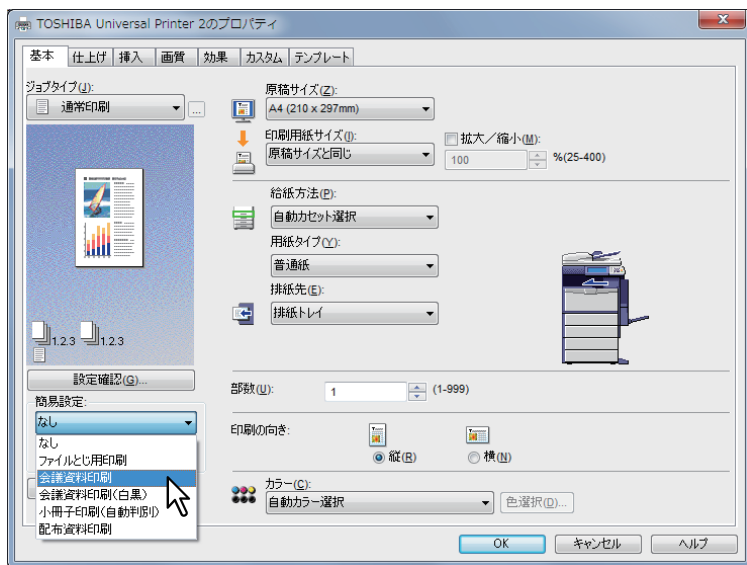 TOSHIBA Universal Printer 2のプロパティ
基本 仕上げ 挿入 画質 効果 カスタム テンプレート
ジョブタイプ(J):
通常印刷
...
1.2.3 1.2.3
設定確認(G)...
簡易設定:
なし
なし
ファイルとじ用印刷
会議資料印刷
会議資料印刷(白黒)
小冊子印刷(自動判別)
配布資料印刷
原稿サイズ(Z):
A4 (210 x 297mm)
印刷用紙サイズ(I):
原稿サイズと同じ
拡大/縮小(M):
100 %(25-400)
給紙方法(P):
自動カセット選択
用紙タイプ(Y):
普通紙
排紙先(E):
排紙トレイ
部数(U): 1 (1-999)
印刷の向き:
縦(R) 横(N)
カラー(C):
自動カラー選択 色選択(D)...
OK キャンセル ヘルプ